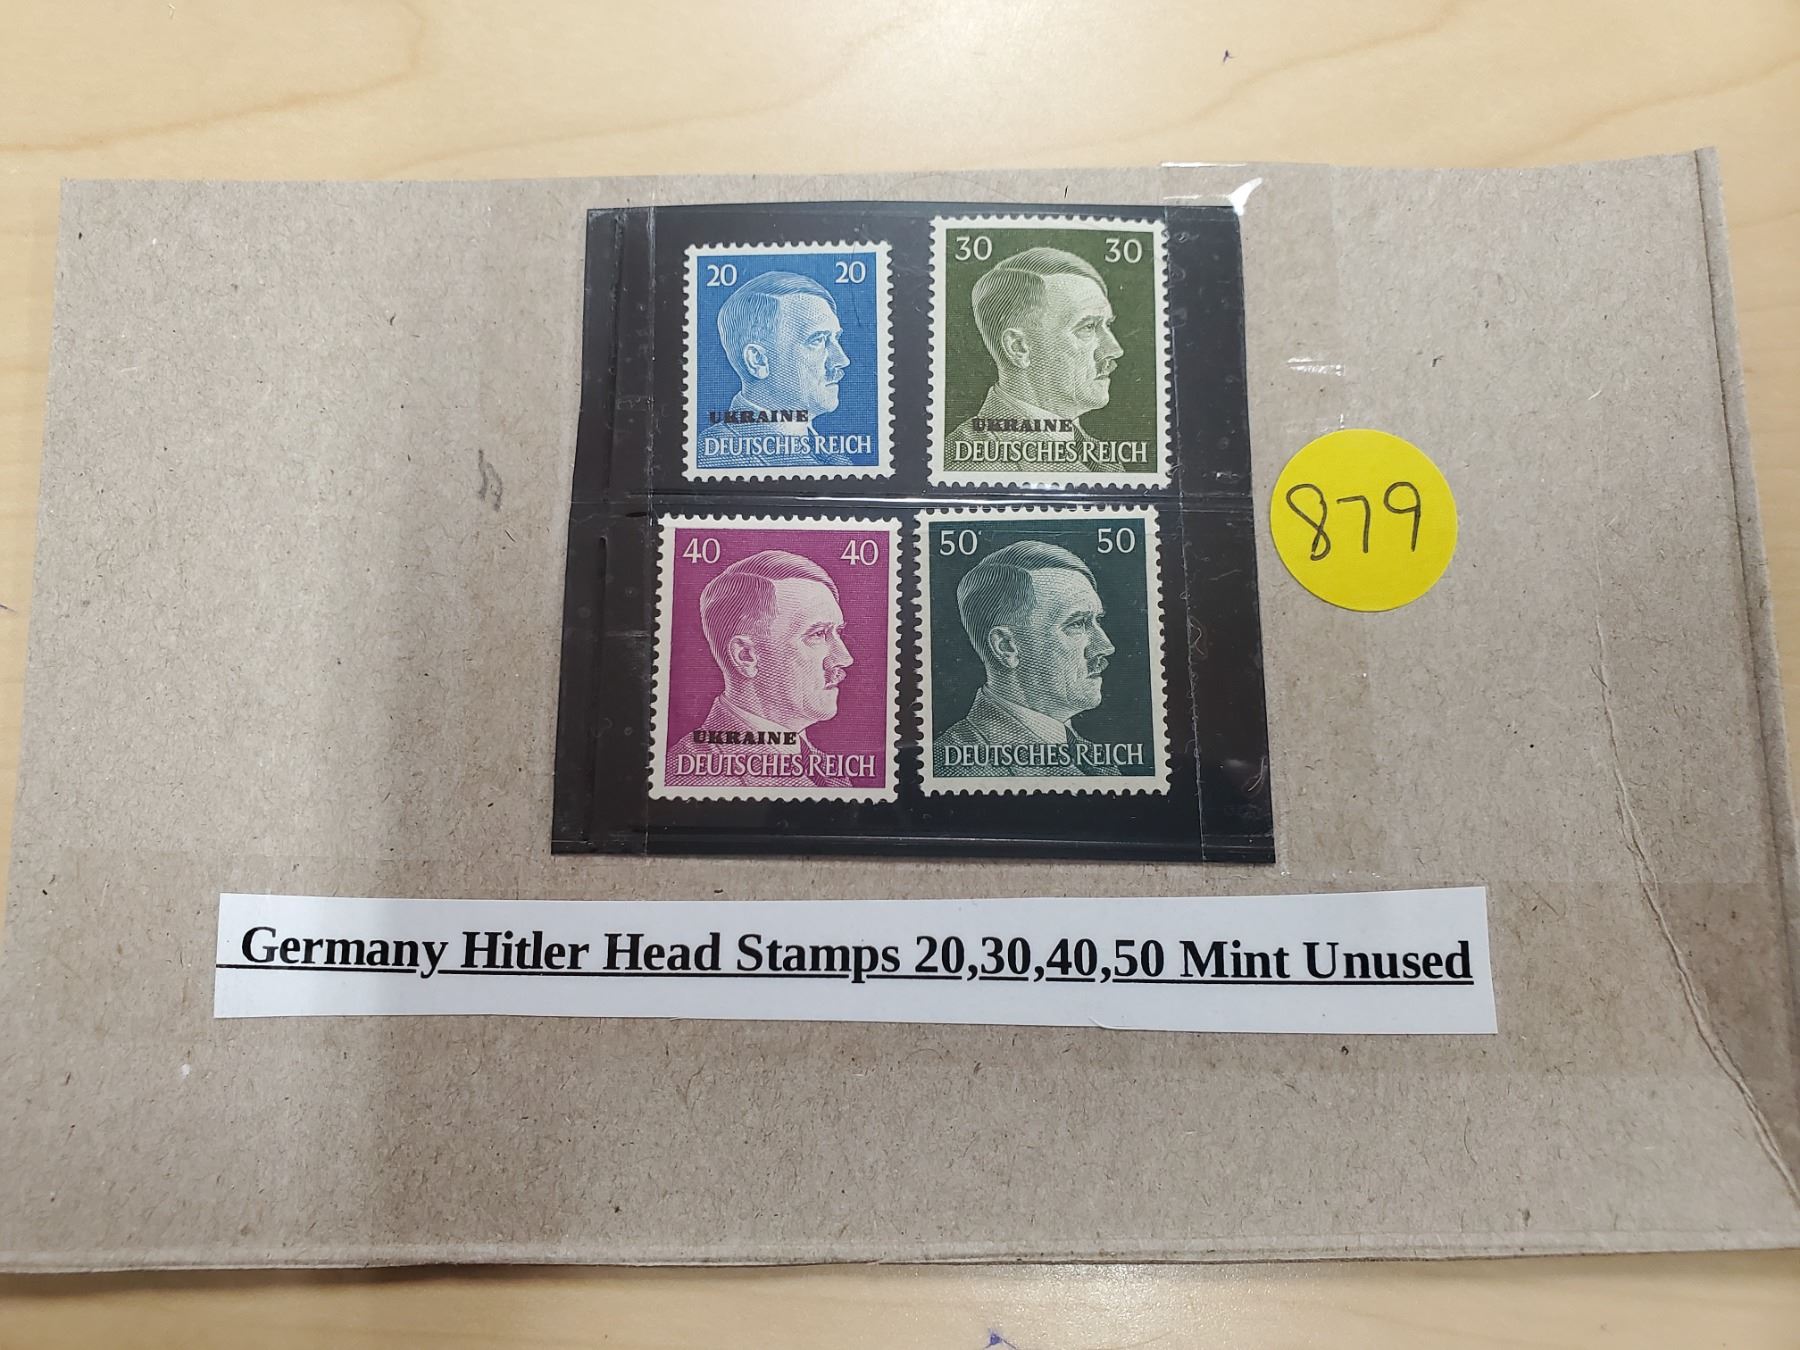 20 20
UKRAINE
DEUTSCHES REICH
30 30
UKRAINE
DEUTSCHES REICH
40 40
UKRAINE
DEUTSCHES REICH
50 50
DEUTSCHES REICH
879
Germany Hitler Head Stamps 20,30,40,50 Mint Unused